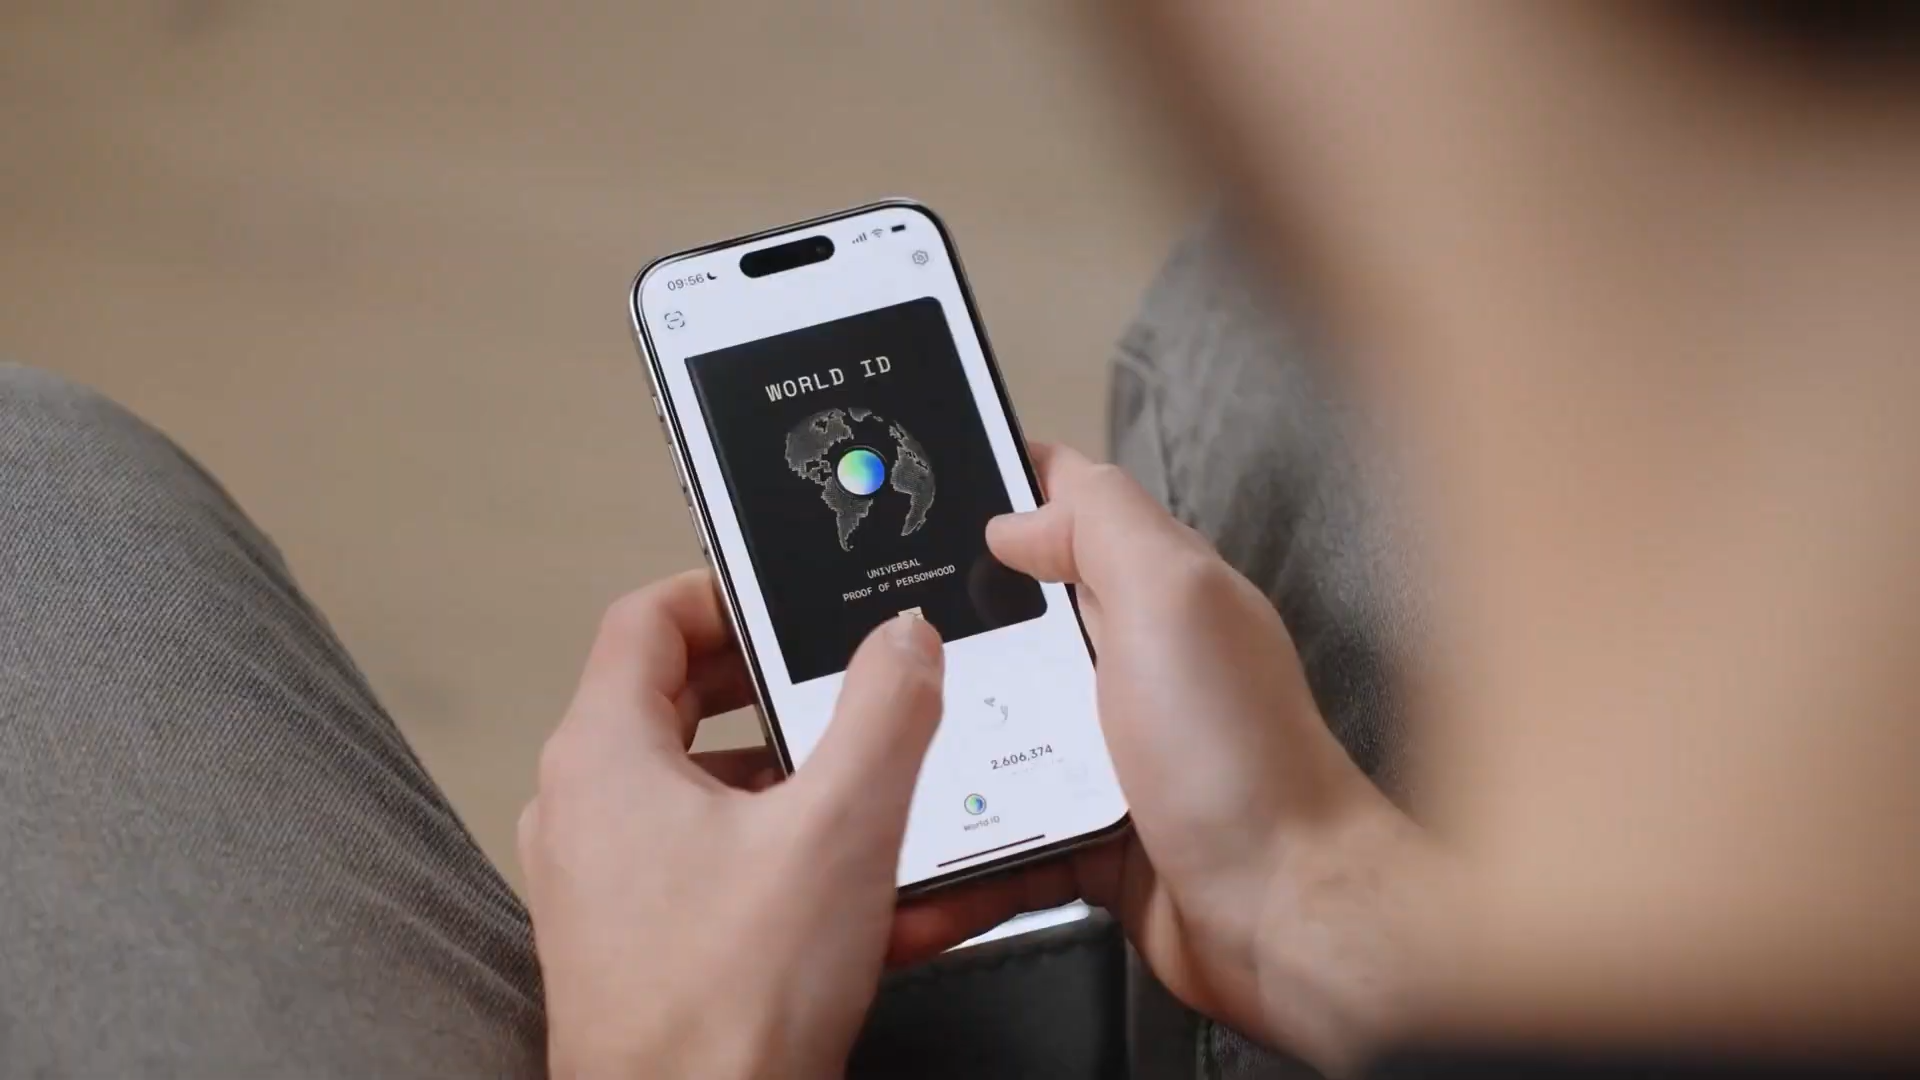 09:56
WORLD ID
UNIVERSAL
PROOF OF PERSONHOOD
2,606,374
World ID